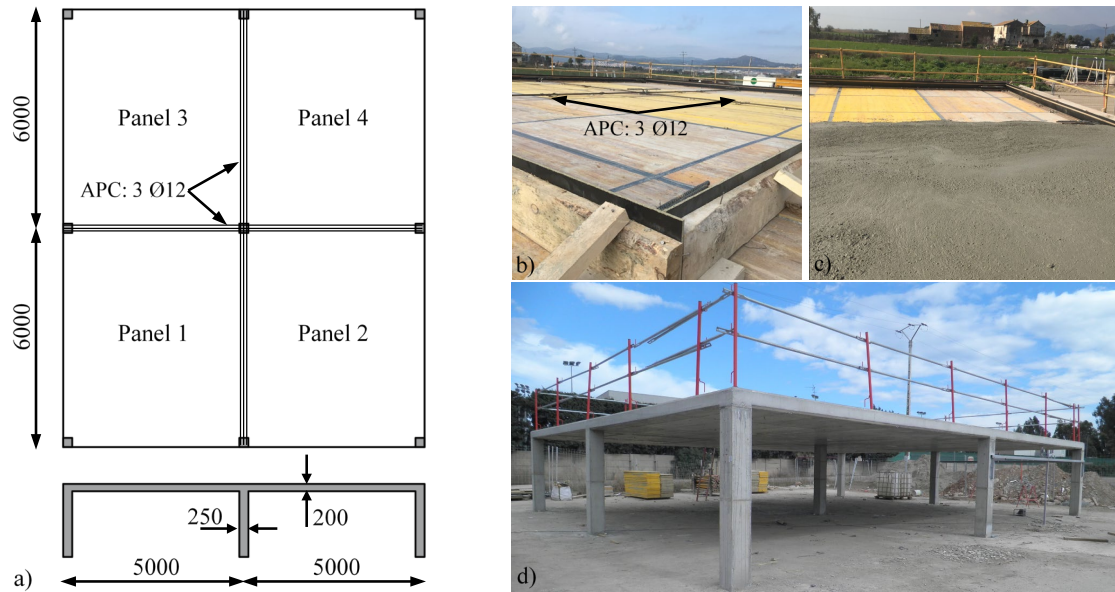 Panel 3
Panel 4
6000
APC: 3 Ø12
Panel 1
Panel 2
6000
250
200
5000
5000
a)
APC: 3 Ø12
b)
c)
d)